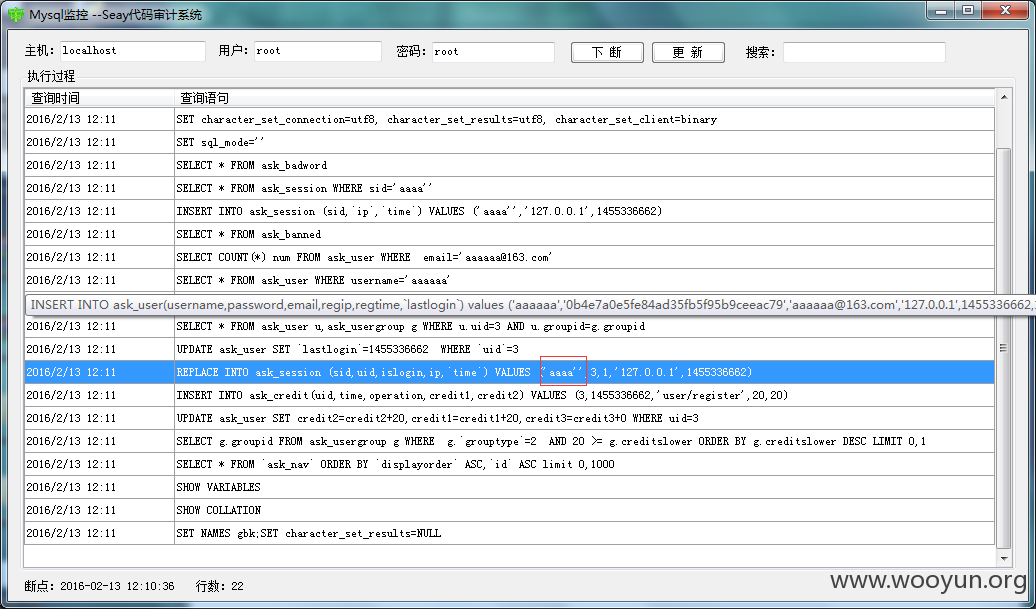 Mysql监控 --Seay代码审计系统
主机: localhost 用户: root 密码: root 下 断 更 新 搜索:
执行过程
查询时间 查询语句
2016/2/13 12:11 SET character_set_connection=utf8, character_set_results=utf8, character_set_client=binary
2016/2/13 12:11 SET sql_mode=''
2016/2/13 12:11 SELECT * FROM ask_badword
2016/2/13 12:11 SELECT * FROM ask_session WHERE sid='aaaa''
2016/2/13 12:11 INSERT INTO ask_session (sid,`ip`,`time`) VALUES ('aaaa'','127.0.0.1',1455336662)
2016/2/13 12:11 SELECT * FROM ask_banned
2016/2/13 12:11 SELECT COUNT(*) num FROM ask_user WHERE  email='aaaaaa@163.com'
2016/2/13 12:11 SELECT * FROM ask_user WHERE username='aaaaaa'
INSERT INTO ask_user(username,password,email,regip,regtime,`lastlogin`) values ('aaaaaa','0b4e7a0e5fe84ad35fb5f95b9ceeac79','aaaaaa@163.com','127.0.0.1',1455336662,
2016/2/13 12:11 SELECT * FROM ask_user u,ask_usergroup g WHERE u.uid=3 AND u.groupid=g.groupid
2016/2/13 12:11 UPDATE ask_user SET `lastlogin`=1455336662  WHERE `uid`=3
2016/2/13 12:11 REPLACE INTO ask_session (sid,uid,islogin,ip,`time`) VALUES ('aaaa'',3,1,'127.0.0.1',1455336662)
2016/2/13 12:11 INSERT INTO ask_credit(uid,time,operation,credit1,credit2) VALUES (3,1455336662,'user/register',20,20)
2016/2/13 12:11 UPDATE ask_user SET credit2=credit2+20,credit1=credit1+20,credit3=credit3+0 WHERE uid=3
2016/2/13 12:11 SELECT g.groupid FROM ask_usergroup g WHERE  g.`grouptype`=2  AND 20 >= g.creditslower ORDER BY g.creditslower DESC LIMIT 0,1
2016/2/13 12:11 SELECT * FROM `ask_nav` ORDER BY `displayorder` ASC,`id` ASC limit 0,1000
2016/2/13 12:11 SHOW VARIABLES
2016/2/13 12:11 SHOW COLLATION
2016/2/13 12:11 SET NAMES gbk;SET character_set_results=NULL
断点: 2016-02-13 12:10:36 行数: 22
www.wooyun.org